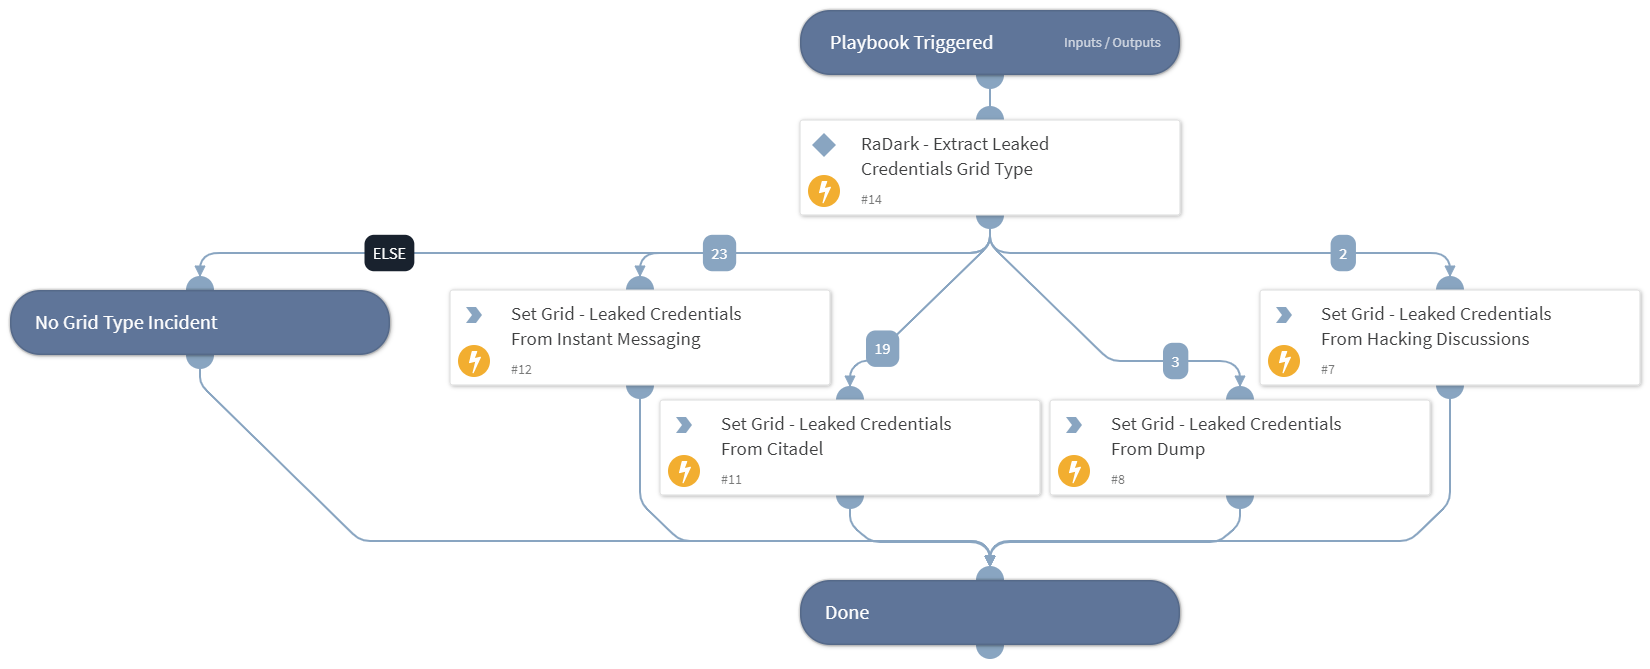 Playbook Triggered
Inputs / Outputs
RaDark - Extract Leaked
Credentials Grid Type
#14
ELSE
23
2
No Grid Type Incident
Set Grid - Leaked Credentials
From Instant Messaging
#12
Set Grid - Leaked Credentials
From Hacking Discussions
#7
19
3
Set Grid - Leaked Credentials
From Citadel
#11
Set Grid - Leaked Credentials
From Dump
#8
Done